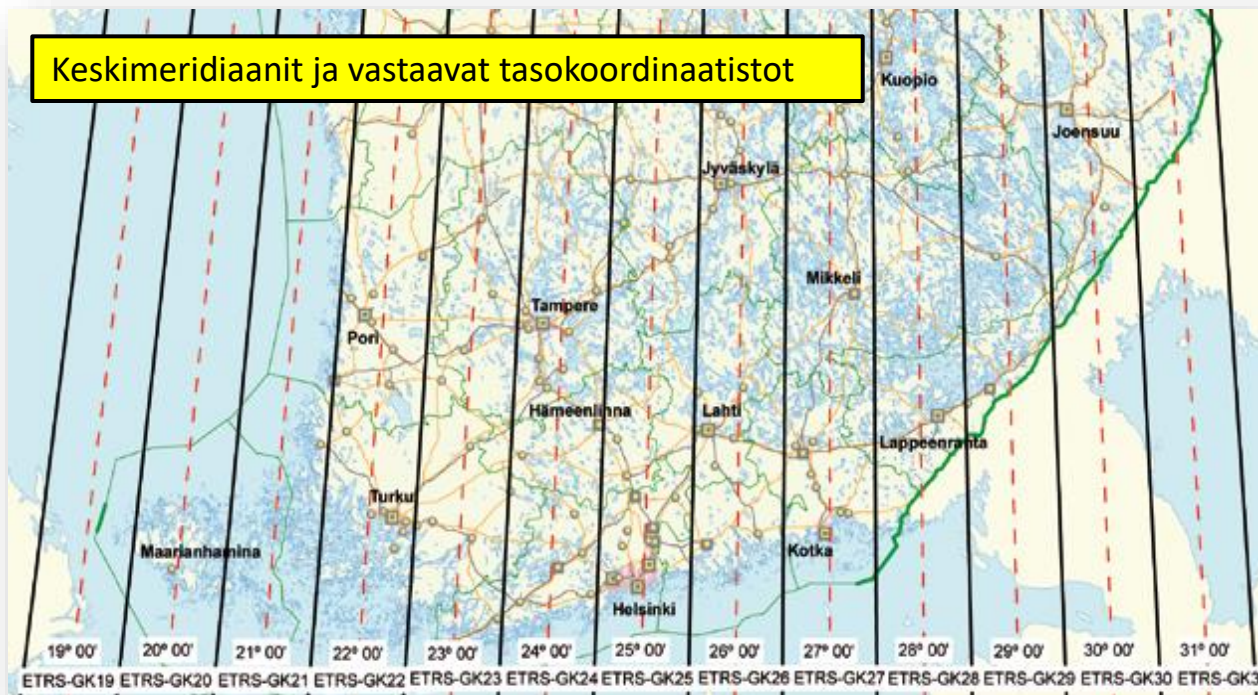 Keskimeridiaanit ja vastaavat tasokoordinaatistot
Kuopio
Joensuu
Jyväskylä
Mikkeli
Tampere
Pori
Hämeenlinna
Lahti
Lappeenranta
Turku
Maarianhamina
Kotka
Helsinki
19° 00' 20° 00' 21° 00' 22° 00' 23° 00' 24° 00' 25° 00' 26° 00' 27° 00' 28° 00' 29° 00' 30° 00' 31° 00'
ETRS-GK19 ETRS-GK20 ETRS-GK21 ETRS-GK22 ETRS-GK23 ETRS-GK24 ETRS-GK25 ETRS-GK26 ETRS-GK27 ETRS-GK28 ETRS-GK29 ETRS-GK30